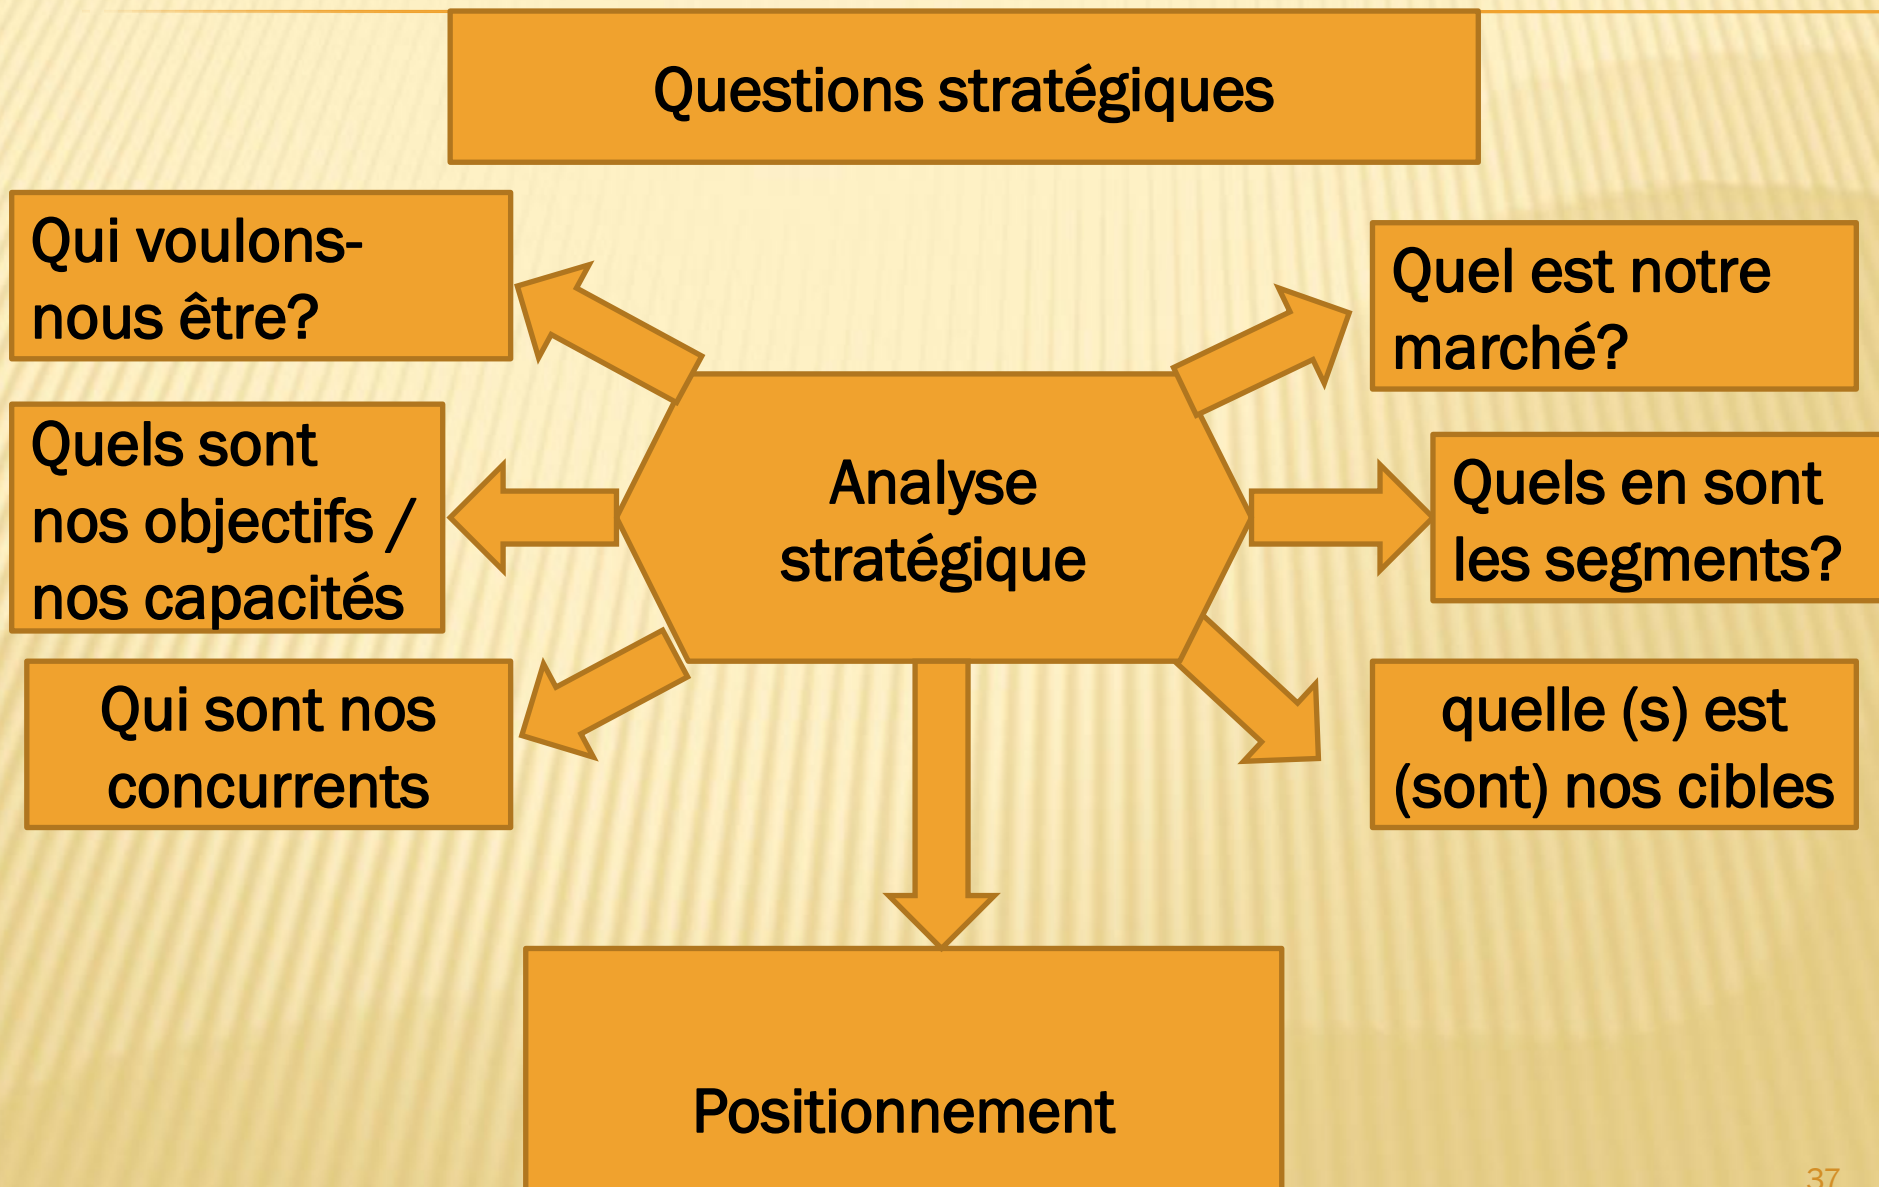 Questions stratégiques
Qui voulons-
nous être?
Quels sont
nos objectifs /
nos capacités
Qui sont nos
concurrents
Analyse
stratégique
Quel est notre
marché?
Quels en sont
les segments?
quelle (s) est
(sont) nos cibles
Positionnement
37